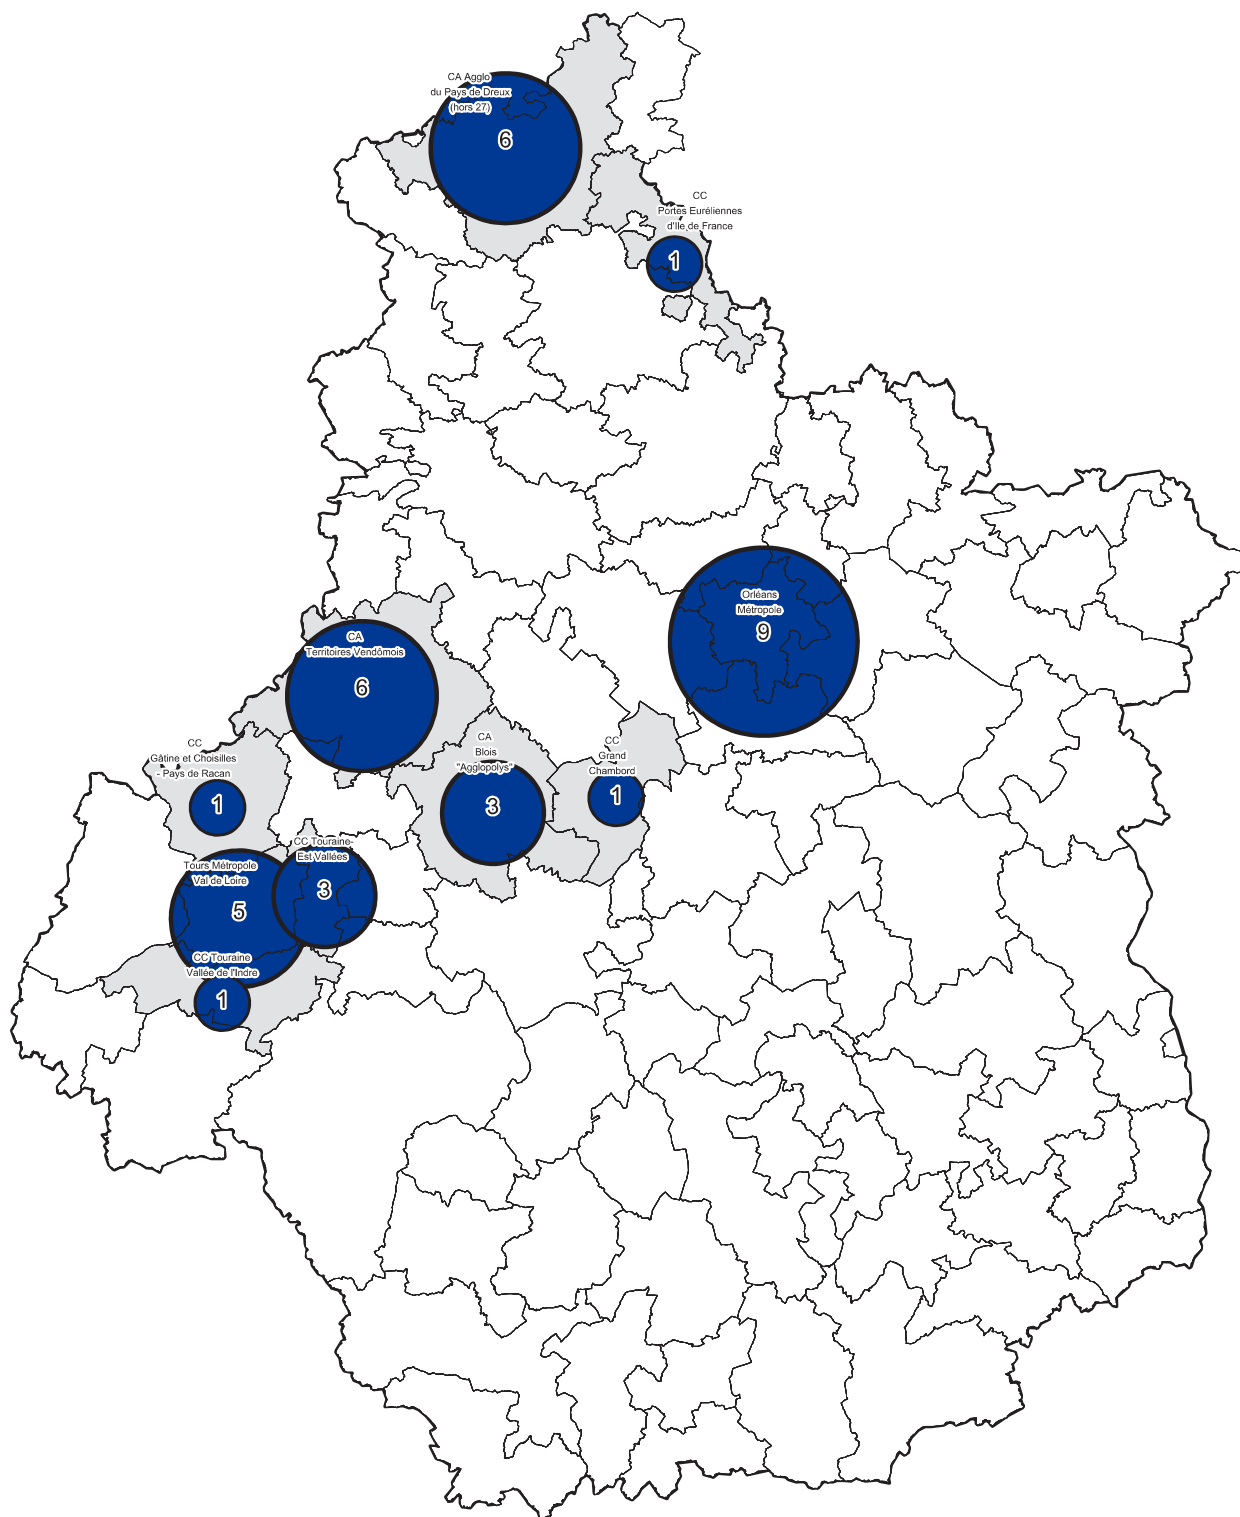 CA Agglo
du Pays de Dreux
(hors 27)
6
CC
Portes Euréliennes
d'Ile de France
1
Orléans
Métropole
9
CA
Territoires Vendômois
6
CC
Gâtine et Choisilles
- Pays de Racan
1
CA
Blois
"Agglopolys"
3
CC
Grand
Chambord
1
Tours Métropole
Val de Loire
5
CC Touraine-
Est Vallées
3
CC Touraine
Vallée de l'Indre
1